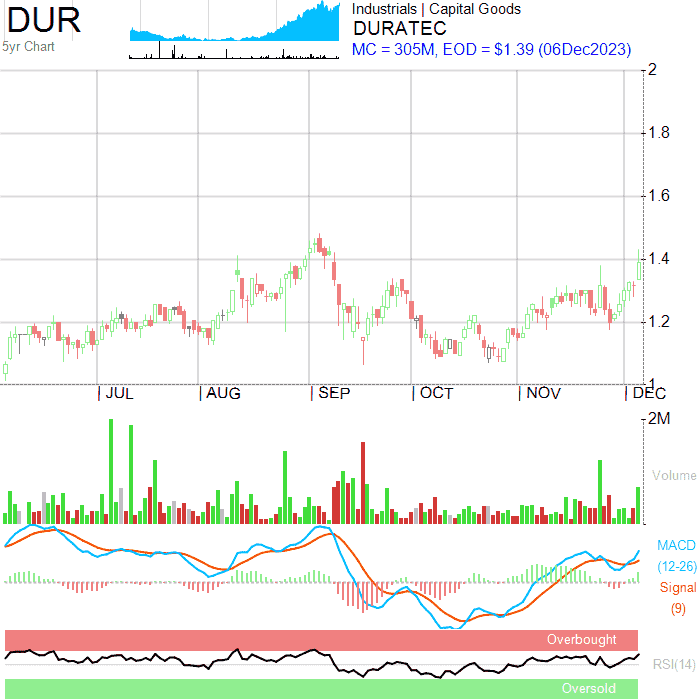 DUR
5yr Chart
Industrials | Capital Goods
DURATEC
MC = 305M, EOD = $1.39 (06Dec2023)
2
1.8
1.6
1.4
1.2
1
JUL AUG SEP OCT NOV DEC
2M
Volume
MACD
(12-26)
Signal
(9)
Overbought
RSI(14)
Oversold